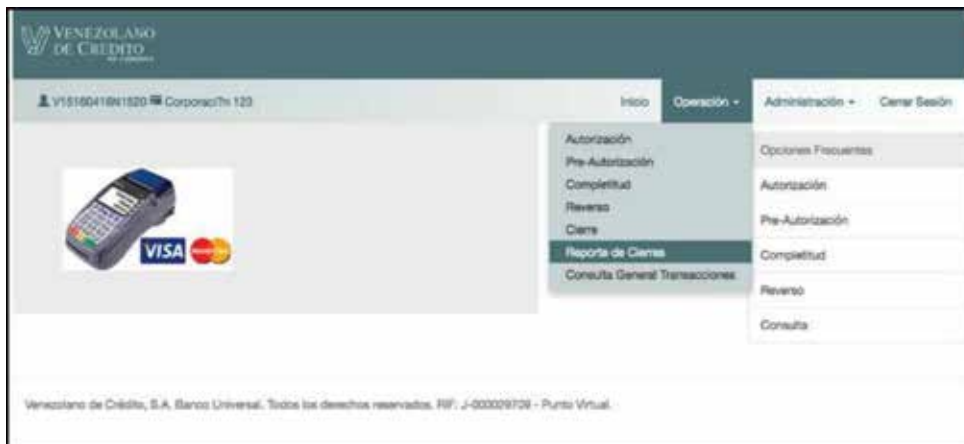 VENEZOLANO
DE CRÉDITO
Inicio
Operación
Administración
Cerrar Sesión
Autorización
Pre-Autorización
Completitud
Reverso
Cierre
Reporte de Cierres
Consulta General Transacciones
Opciones Frecuentes
Autorización
Pre-Autorización
Completitud
Reverso
Consulta
VISA
Venezolano de Crédito, S.A. Banco Universal. Todos los derechos reservados. RIF: J-000029709 - Punto Virtual.